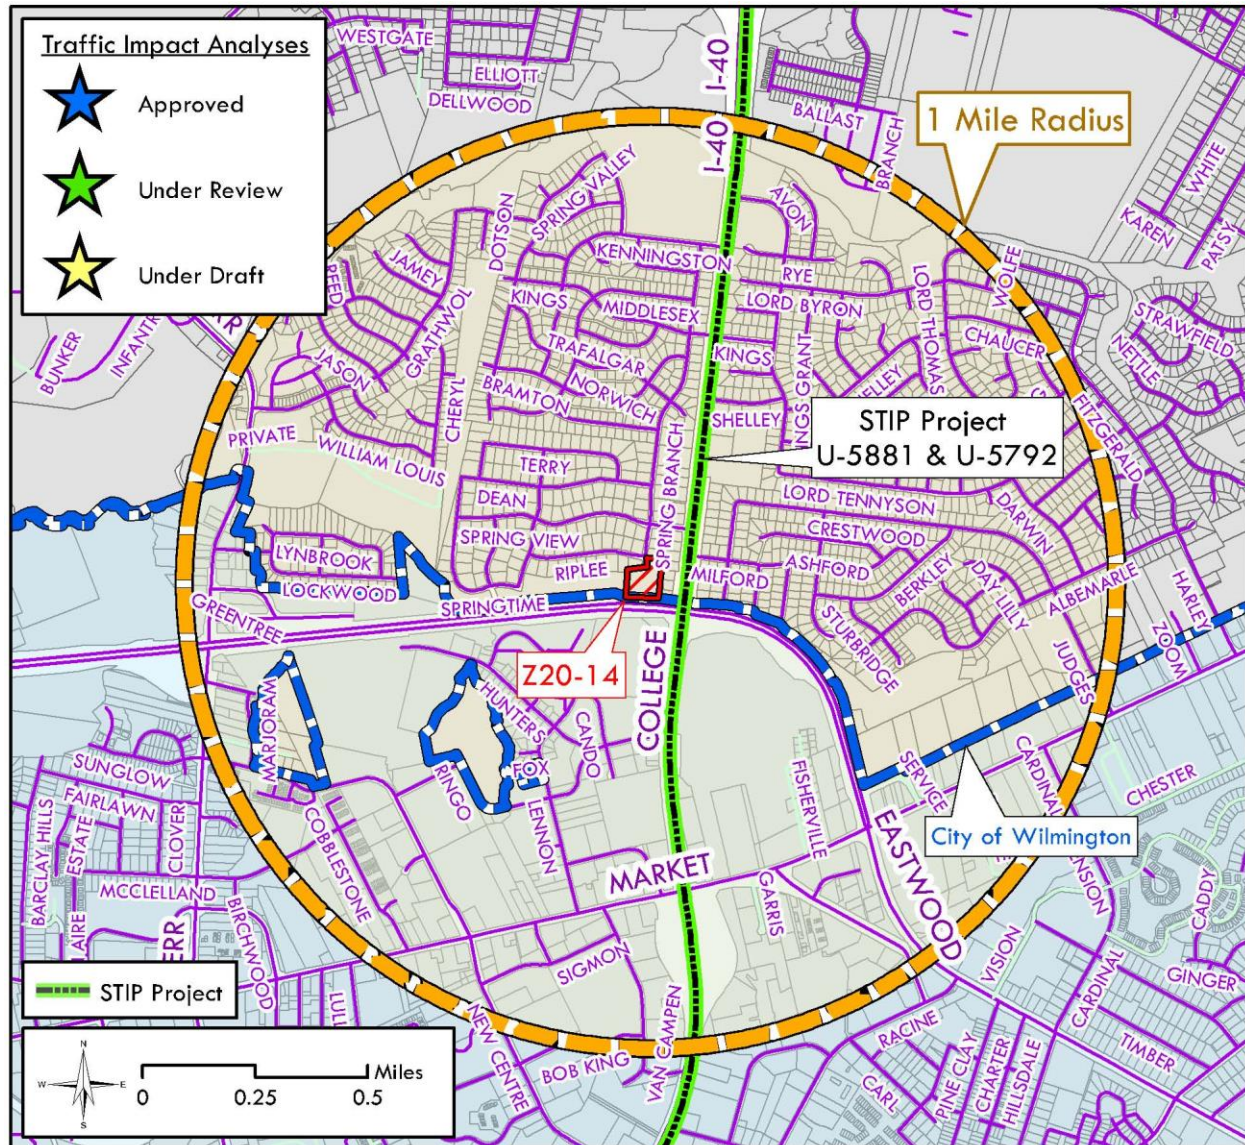 Traffic Impact Analyses
Approved
Under Review
Under Draft
WESTGATE
ELLIOTT
DELLWOOD
I-40
I-40
BALLAST
BRANCH
1 Mile Radius
WHITE
KAREN
PATSY
SPRING VALLEY
DOTSON
AVON
JAMEY
REED
KENNINGSTON
RYE
WOLFE
LORD THOMAS
GRATHWOL
KINGS
MIDDLESEX
LORD BYRON
STRAWFIELD
BUNKER
INFANTR
TRAFALGAR
KINGS
CHAUCER
NETTLE
JASON
CHERYL
BRAMTON
NORWICH
SHELLEY
FITZGERALD
PRIVATE
WILLIAM LOUIS
SPRING BRANCH
STIP Project
U-5881 & U-5792
TERRY
DEAN
LORD TENNYSON
CRESTWOOD
DARWIN
SPRING VIEW
LYNBROOK
RIPLEE
MILFORD
ASHFORD
BERKLEY
DAY LILLY
ALBEMARLE
LOCKWOOD
HARLEY
GREENTREE
SPRINGTIME
STURBRIDGE
ZOOM
JUDGES
Z20-14
COLLEGE
MARJORAM
HUNTERS
CANDO
SUNGLOW
RINGO
FOX
FISHERVILLE
SERVICE
CARDINAL
CHESTER
FAIRLAWN
BARCLAY HILLS
ESTATE
CLOVER
COBBLESTONE
LENNON
EASTWOOD
City of Wilmington
MCCLELLAND
MARKET
GARRIS
CADDY
BIRCHWOOD
SIGMON
VISION
CARDINAL
GINGER
STIP Project
NEW CENTRE
VAN CAMPEN
RACINE
TIMBER
BOB KING
CARL
PINE CLAY
CHARTER
HILLSDALE
N
W E
S
Miles
0 0.25 0.5